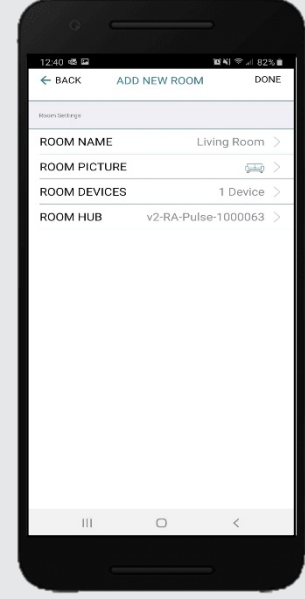 12:40 82%
← BACK ADD NEW ROOM DONE
Room Settings
ROOM NAME Living Room >
ROOM PICTURE >
ROOM DEVICES 1 Device >
ROOM HUB v2-RA-Pulse-1000063 >